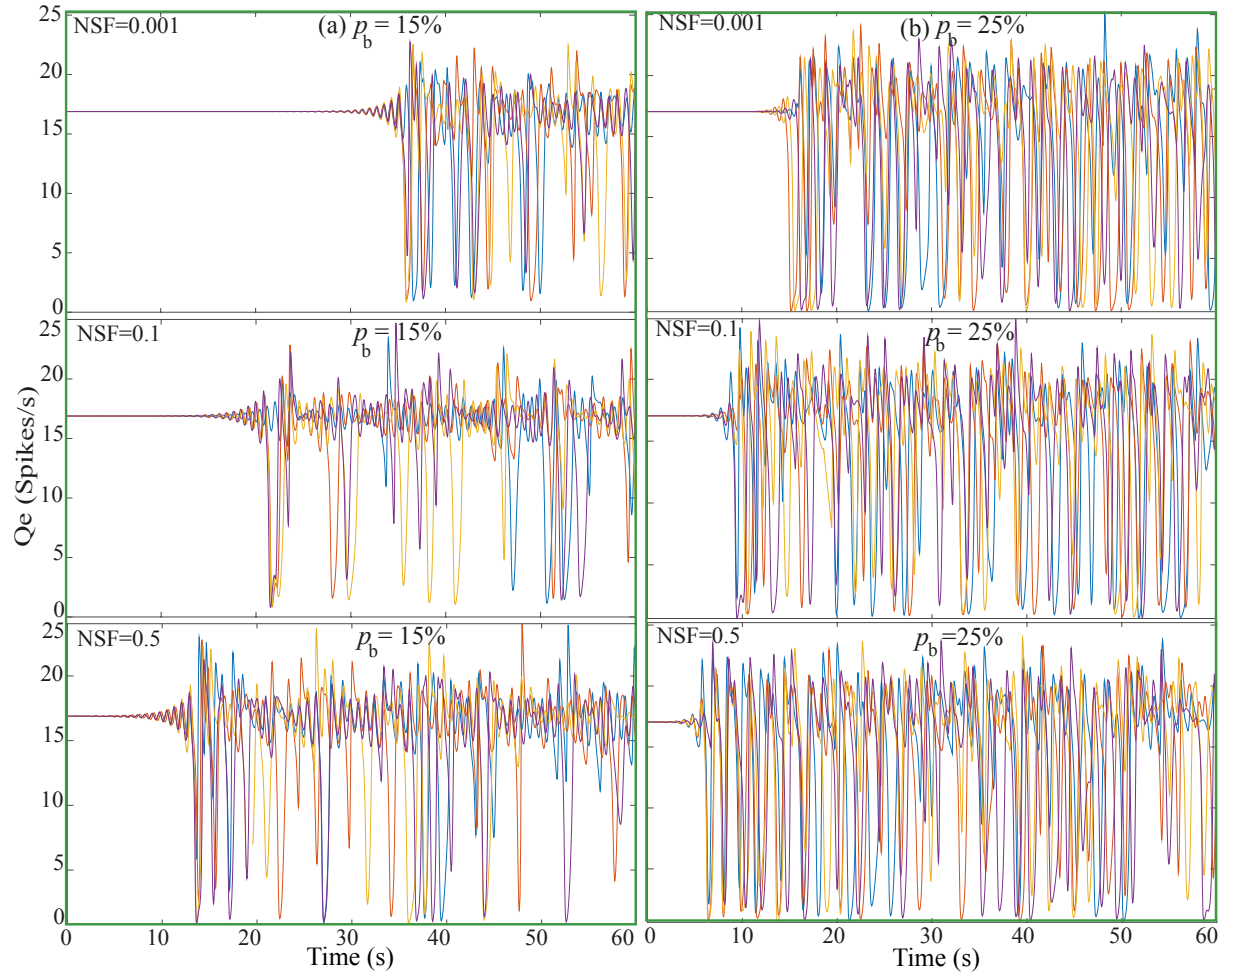 NSF=0.001 (a) p_b = 15%
25
20
15
10
5
0
NSF=0.001 (b) p_b = 25%
NSF=0.1 p_b = 15%
25
20
15
10
5
0
NSF=0.1 p_b = 25%
NSF=0.5 p_b = 15%
25
20
15
10
5
0
NSF=0.5 p_b =25%
Qe (Spikes/s)
0 10 20 30 40 50 60
Time (s)
0 10 20 30 40 50 60
Time (s)